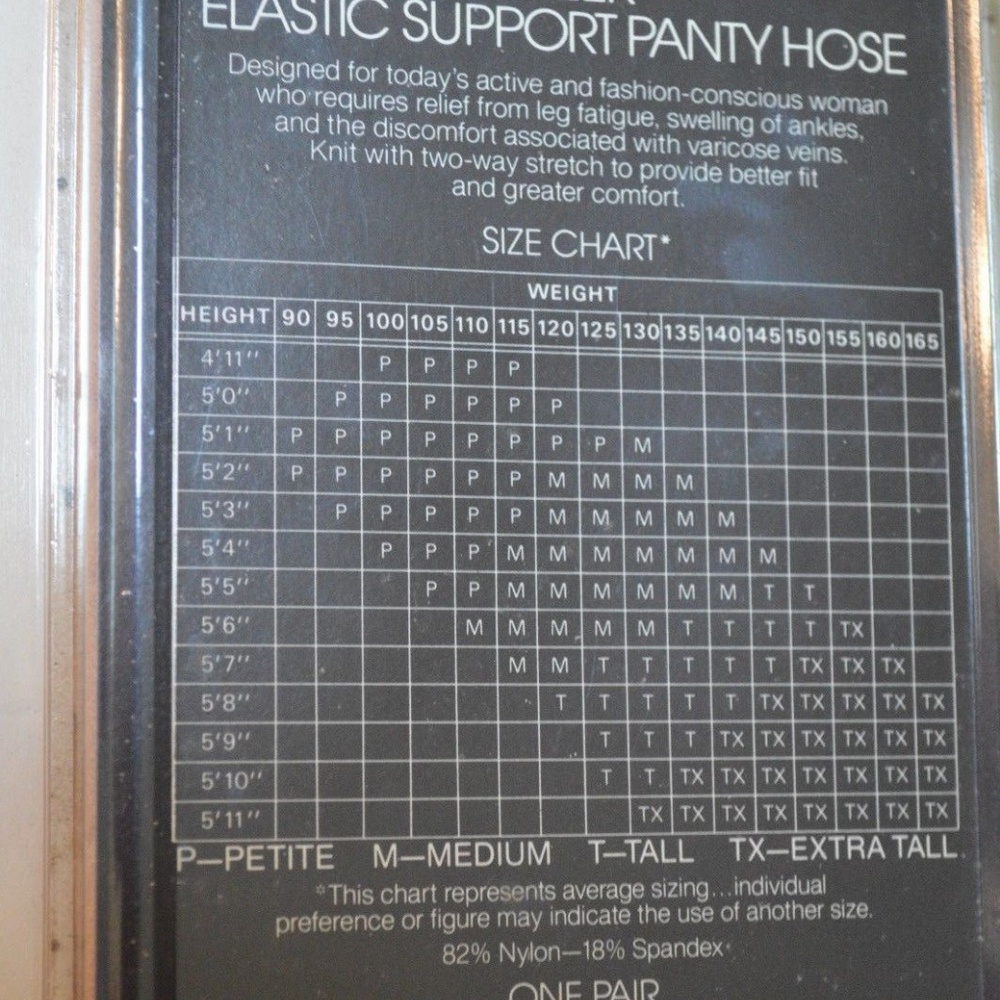 ELASTIC SUPPORT PANTY HOSE
Designed for today's active and fashion-conscious woman
who requires relief from leg fatigue, swelling of ankles,
and the discomfort associated with varicose veins.
Knit with two-way stretch to provide better fit
and greater comfort.
SIZE CHART*
WEIGHT
HEIGHT 90 95 100 105 110 115 120 125 130 135 140 145 150 155 160 165
4'11" P P P P
5'0" P P P P P P
5'1" P P P P P P P P M
5'2" P P P P P P M M M M
5'3" P P P P P M M M M M
5'4" P P P M M M M M M M
5'5" P P M M M M M M T T
5'6" M M M M M T T T T TX
5'7" M M T T T T T TX TX TX
5'8" T T T T T TX TX TX TX TX
5'9" T T T TX TX TX TX TX TX
5'10" T T TX TX TX TX TX TX TX
5'11" TX TX TX TX TX TX TX TX
P—PETITE M—MEDIUM T—TALL TX—EXTRA TALL
*This chart represents average sizing...individual
preference or figure may indicate the use of another size.
82% Nylon—18% Spandex
ONE PAIR